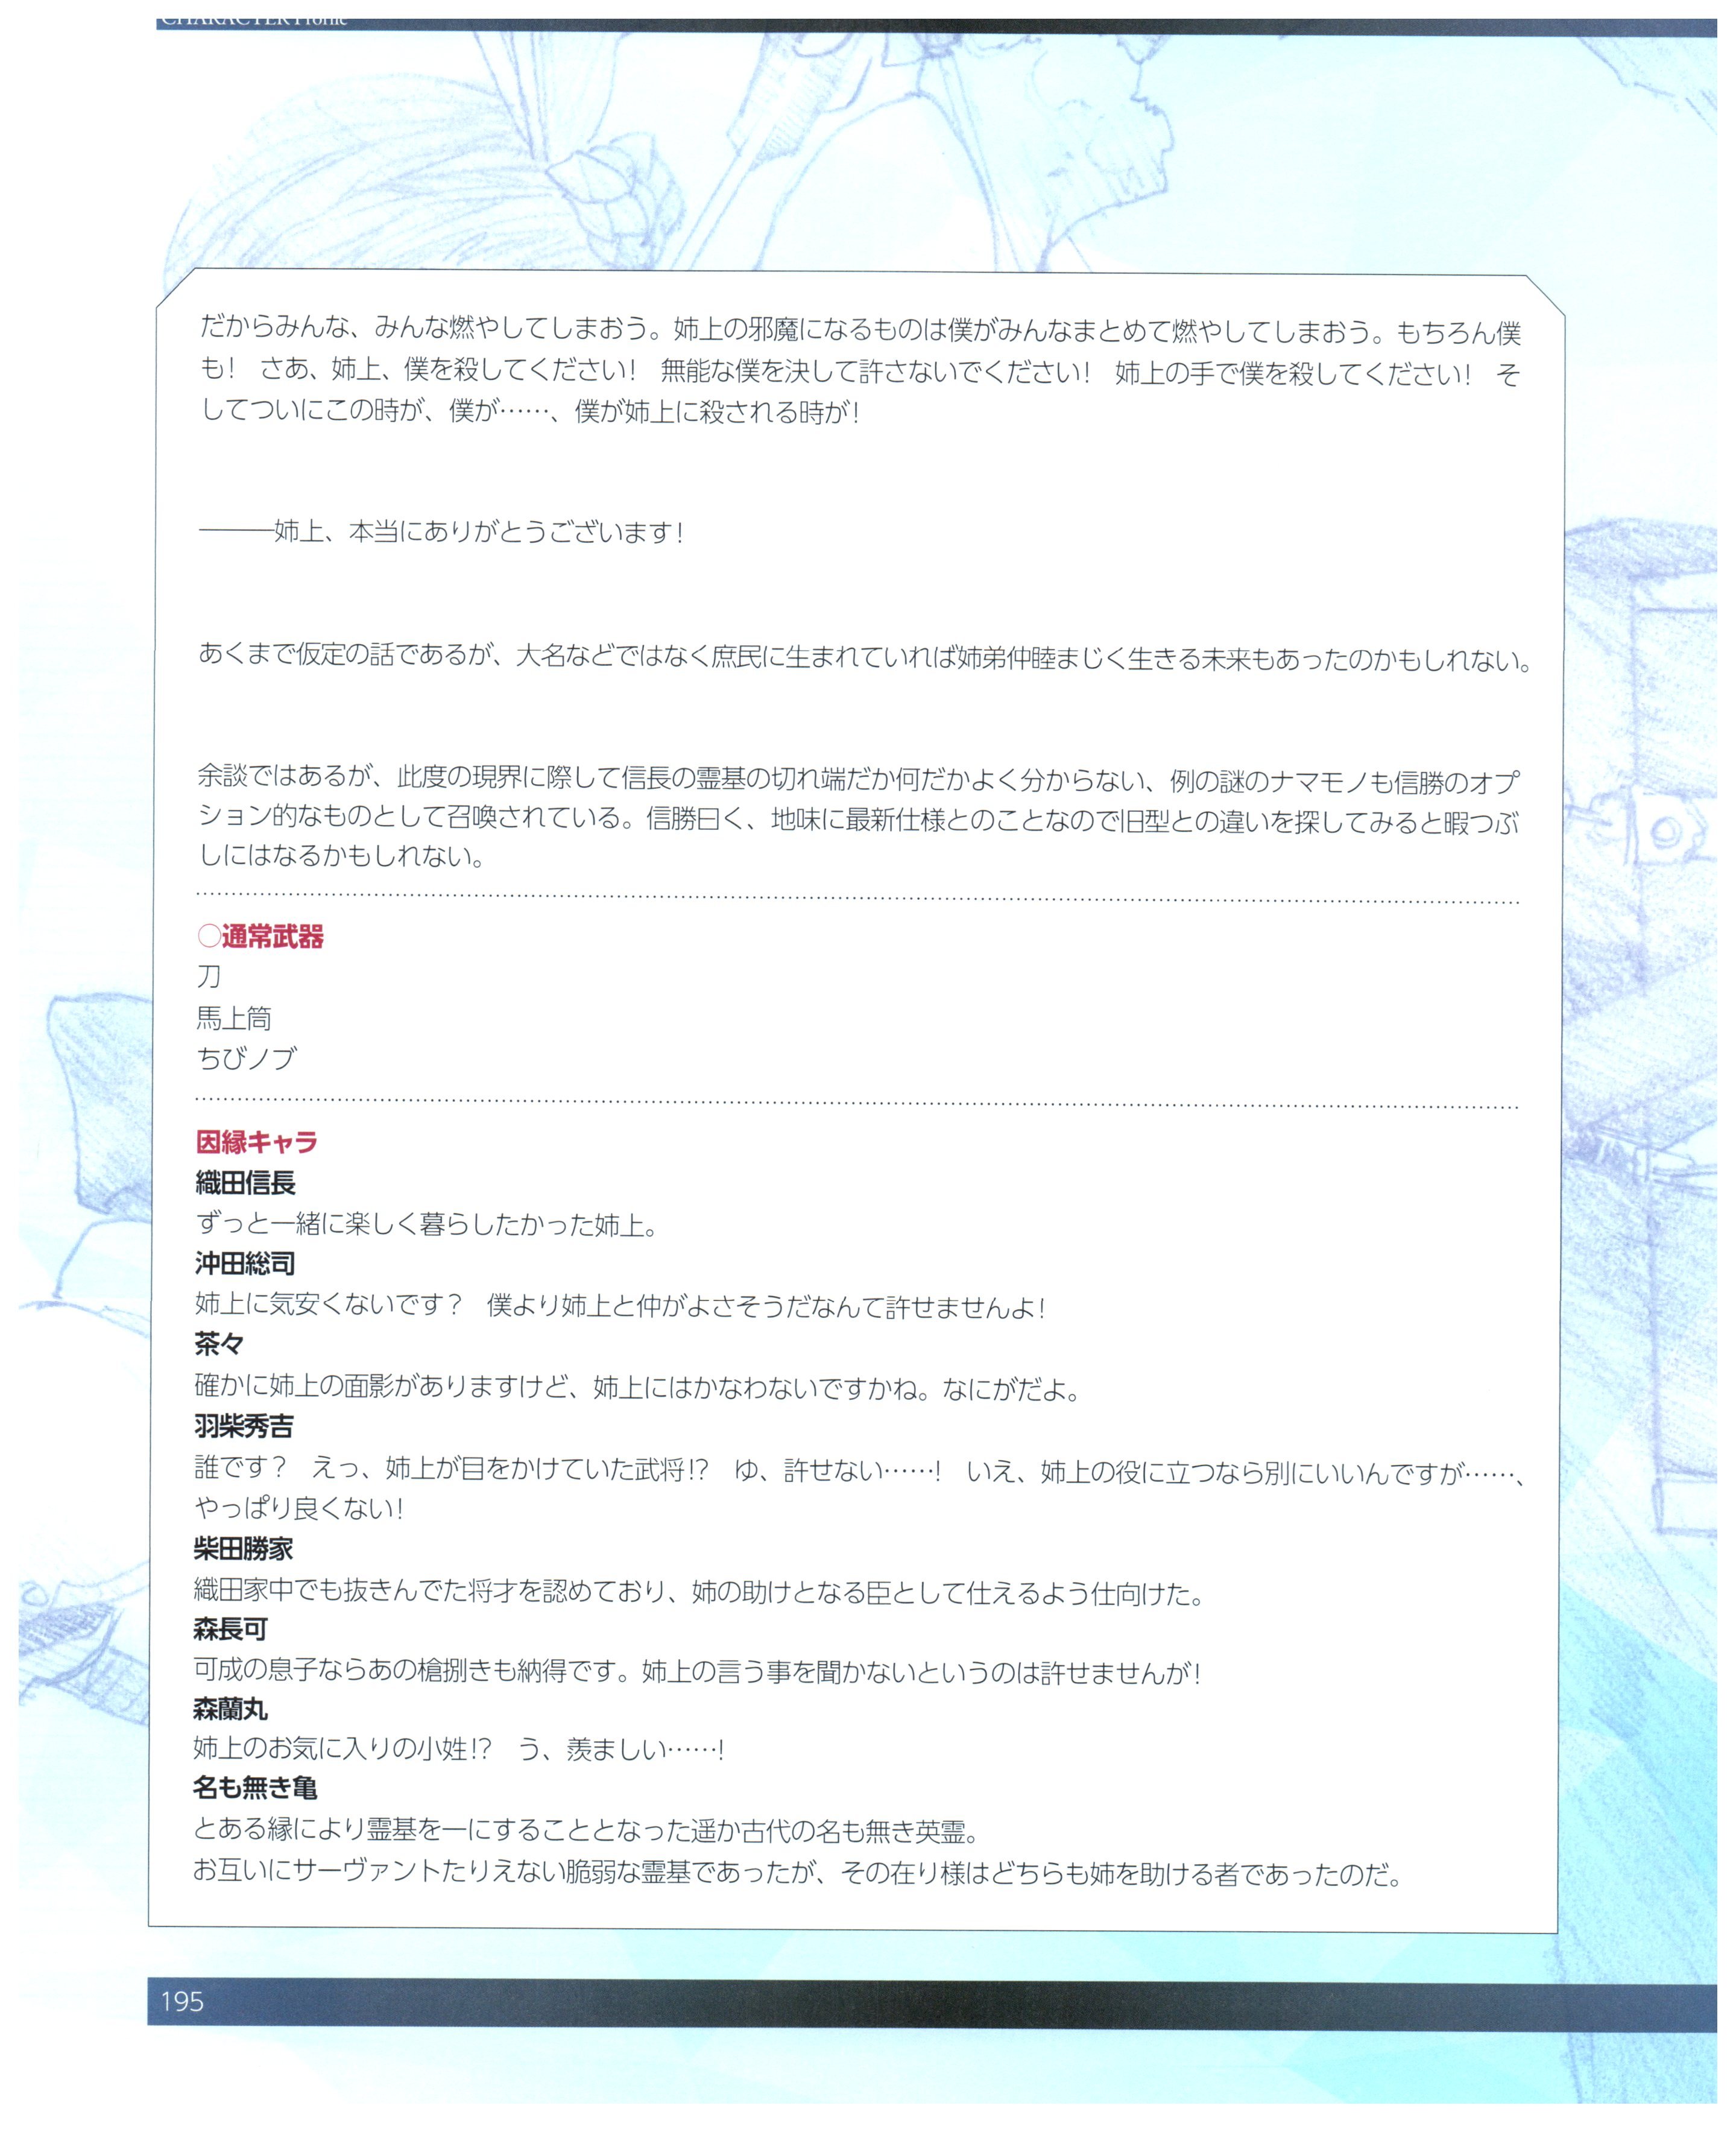 CHARACTER Profile
だからみんな、みんな燃やしてしまおう。姉上の邪魔になるものは僕がみんなまとめて燃やしてしまおう。もちろん僕
も！　さあ、姉上、僕を殺してください！　無能な僕を決して許さないでください！　姉上の手で僕を殺してください！　そ
してついにこの時が、僕が……、僕が姉上に殺される時が！
———姉上、本当にありがとうございます！
あくまで仮定の話であるが、大名などではなく庶民に生まれていれば姉弟仲睦まじく生きる未来もあったのかもしれない。
余談ではあるが、此度の現界に際して信長の霊基の切れ端だか何だかよく分からない、例の謎のナマモノも信勝のオプ
ション的なものとして召喚されている。信勝曰く、地味に最新仕様とのことなので旧型との違いを探してみると暇つぶ
しにはなるかもしれない。
○通常武器
刀
馬上筒
ちびノブ
因縁キャラ
織田信長
ずっと一緒に楽しく暮らしたかった姉上。
沖田総司
姉上に気安くないです？　僕より姉上と仲がよさそうだなんて許せませんよ！
茶々
確かに姉上の面影がありますけど、姉上にはかなわないですかね。なにがだよ。
羽柴秀吉
誰です？　えっ、姉上が目をかけていた武将!?　ゆ、許せない……！　いえ、姉上の役に立つなら別にいいんですが……、
やっぱり良くない！
柴田勝家
織田家中でも抜きんでた将才を認めており、姉の助けとなる臣として仕えるよう仕向けた。
森長可
可成の息子ならあの槍捌きも納得です。姉上の言う事を聞かないというのは許せませんが！
森蘭丸
姉上のお気に入りの小姓!?　う、羨ましい……！
名も無き亀
とある縁により霊基を一にすることとなった遥か古代の名も無き英霊。
お互いにサーヴァントたりえない脆弱な霊基であったが、その在り様はどちらも姉を助ける者であったのだ。
195